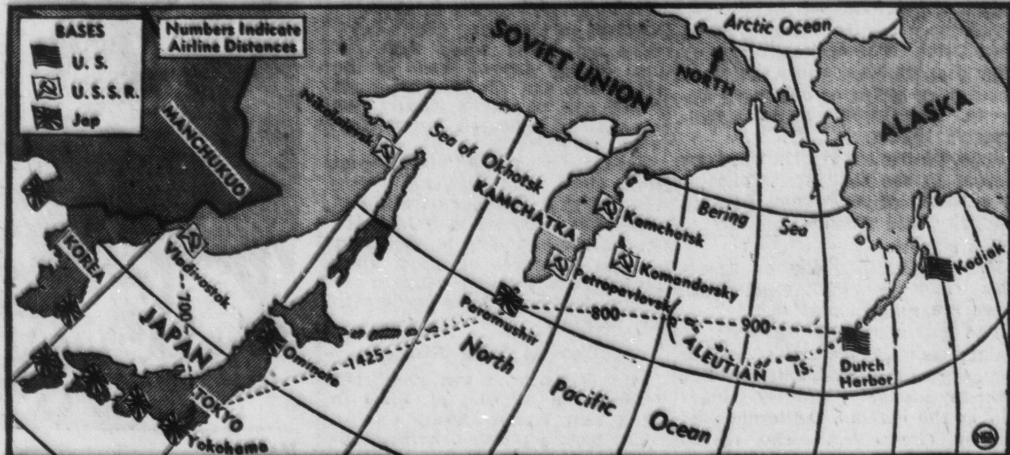 BASES
U. S.
U.S.S.R.
Jap
Numbers Indicate
Airline Distances
Arctic Ocean
SOVIET UNION
NORTH
ALASKA
MANCHUKUO
Nikolaievsk
Sea of Okhotsk
KAMCHATKA
Bering
Sea
Kamchatsk
Komandorsky
Petropavlovsk
Kodiak
KOREA
Vladivostok
700
JAPAN
Paramushir
800
900
ALEUTIAN IS.
Dutch
Harbor
Ominato
1425
North
Pacific
Ocean
TOKYO
Yokohama
NEA